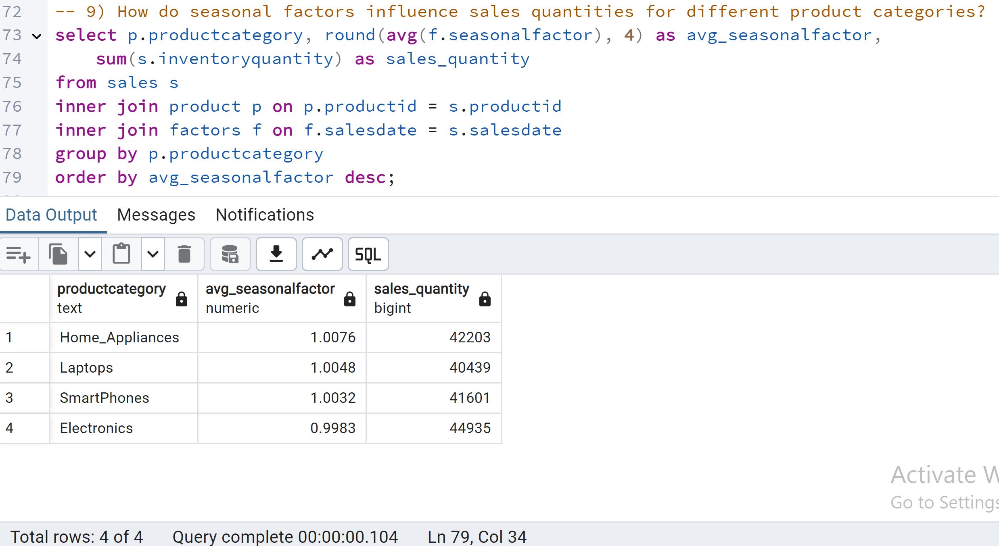 72 -- 9) How do seasonal factors influence sales quantities for different product categories?
73 select p.productcategory, round(avg(f.seasonalfactor), 4) as avg_seasonalfactor,
74 sum(s.inventoryquantity) as sales_quantity
75 from sales s
76 inner join product p on p.productid = s.productid
77 inner join factors f on f.salesdate = s.salesdate
78 group by p.productcategory
79 order by avg_seasonalfactor desc;
Data Output Messages Notifications
SQL
productcategory avg_seasonalfactor sales_quantity
text numeric bigint
1 Home_Appliances 1.0076 42203
2 Laptops 1.0048 40439
3 SmartPhones 1.0032 41601
4 Electronics 0.9983 44935
Activate W
Go to Settings
Total rows: 4 of 4 Query complete 00:00:00.104 Ln 79, Col 34